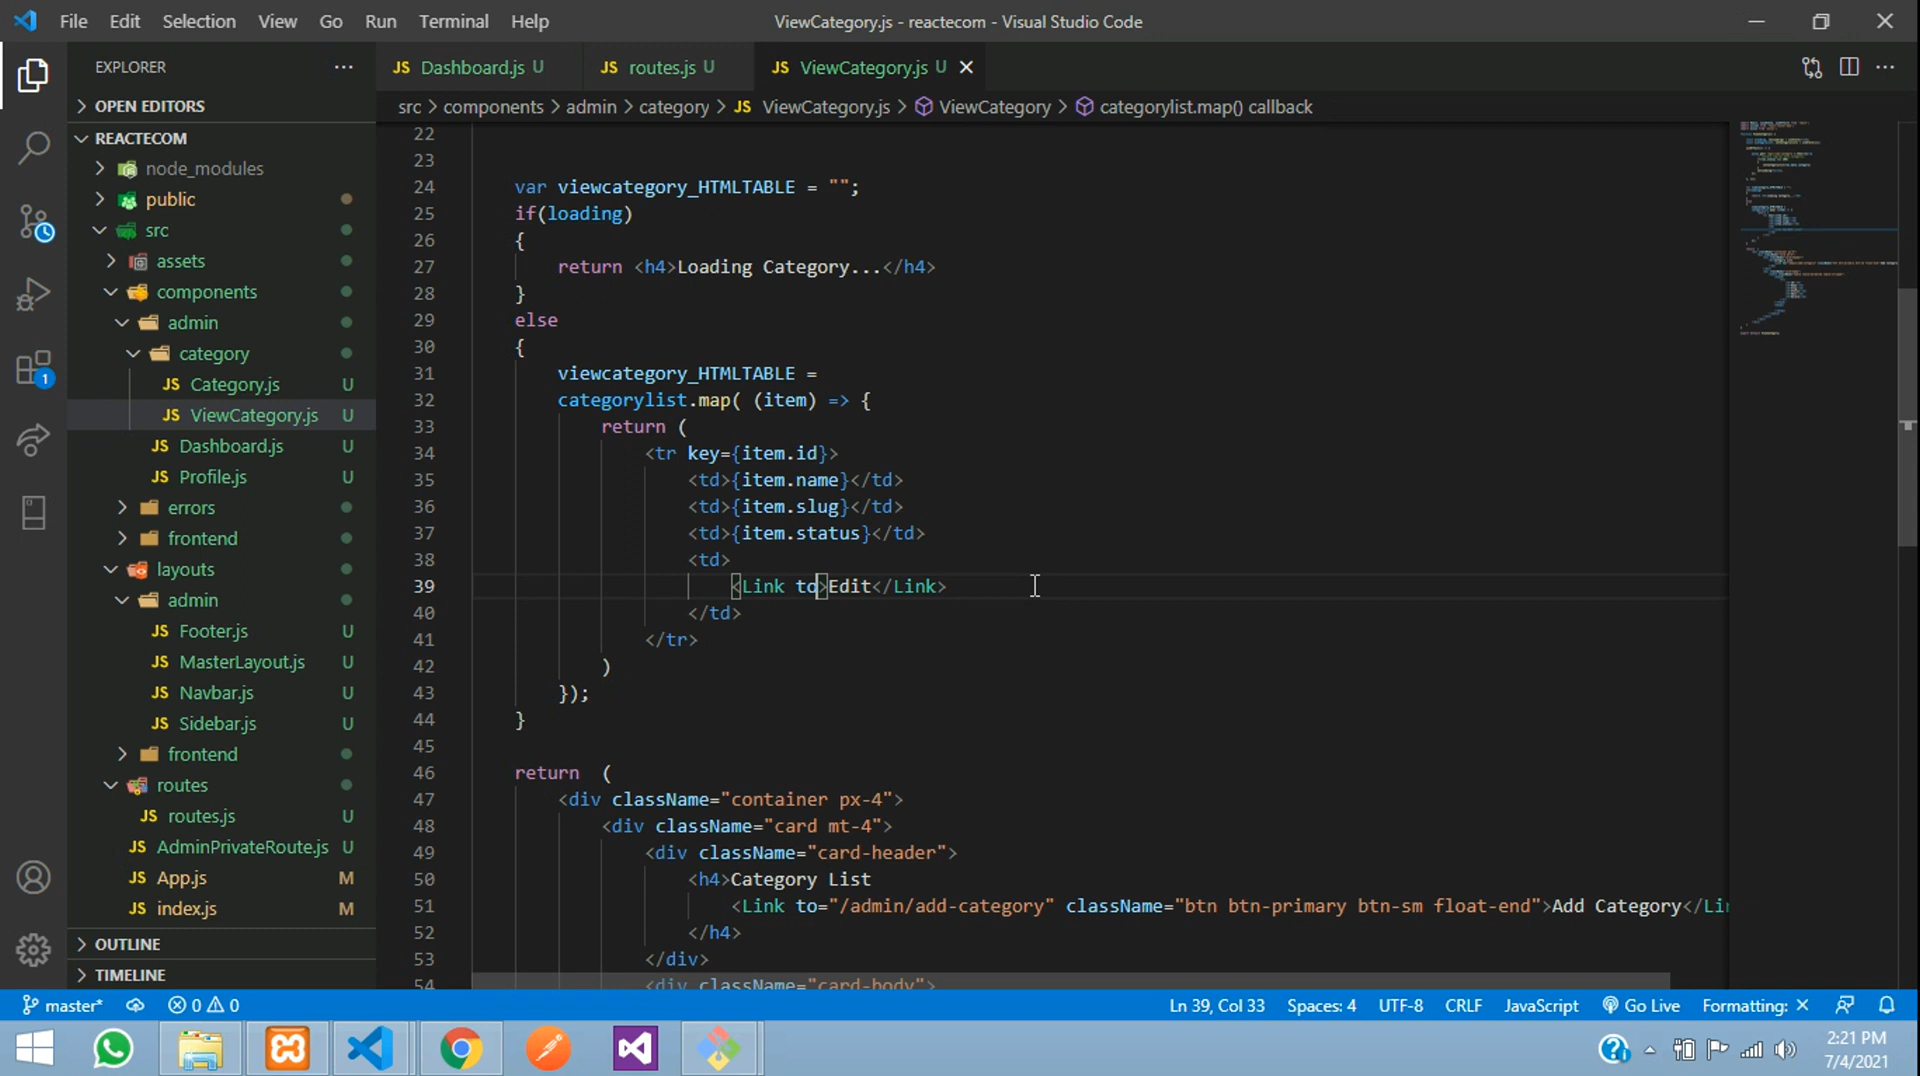 File Edit Selection View Go Run Terminal Help
ViewCategory.js - reactecom - Visual Studio Code
EXPLORER
OPEN EDITORS
REACTECOM
node_modules
public
src
assets
components
admin
category
JS Category.js U
JS ViewCategory.js U
JS Dashboard.js U
JS Profile.js U
errors
frontend
layouts
admin
JS Footer.js U
JS MasterLayout.js U
JS Navbar.js U
JS Sidebar.js U
frontend
routes
JS routes.js U
JS AdminPrivateRoute.js U
JS App.js M
JS index.js M
OUTLINE
TIMELINE
1
JS Dashboard.js U JS routes.js U JS ViewCategory.js U
src > components > admin > category > JS ViewCategory.js > ViewCategory > categorylist.map() callback
22
23
24 var viewcategory_HTMLTABLE = "";
25 if(loading)
26 {
27 return <h4>Loading Category...</h4>
28 }
29 else
30 {
31 viewcategory_HTMLTABLE =
32 categorylist.map( (item) => {
33 return (
34 <tr key={item.id}>
35 <td>{item.name}</td>
36 <td>{item.slug}</td>
37 <td>{item.status}</td>
38 <td>
39 <Link to>Edit</Link>
40 </td>
41 </tr>
42 )
43 });
44 }
45
46 return (
47 <div className="container px-4">
48 <div className="card mt-4">
49 <div className="card-header">
50 <h4>Category List
51 <Link to="/admin/add-category" className="btn btn-primary btn-sm float-end">Add Category</Lin
52 </h4>
53 </div>
54 <div className="card-body">
master* 0 0
Ln 39, Col 33 Spaces: 4 UTF-8 CRLF JavaScript Go Live Formatting: ×
2:21 PM
7/4/2021